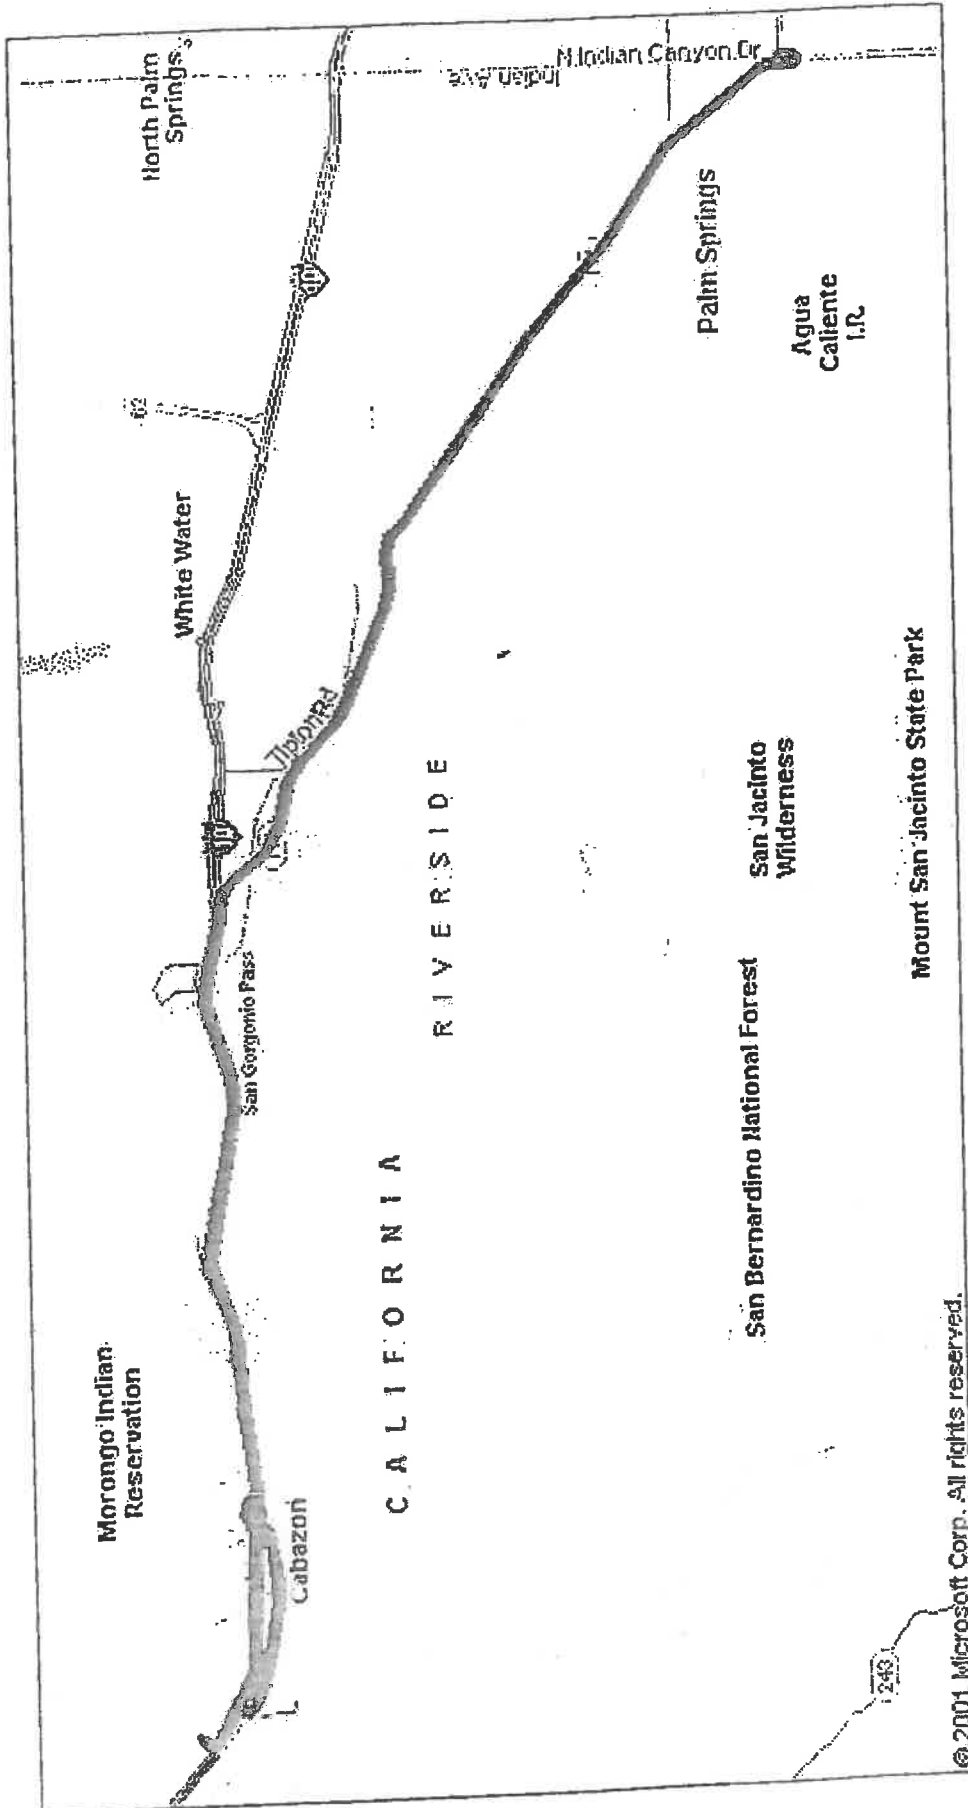 North Palm
Springs
N Indian Canyon Dr
Indian Ave
62
White Water
Palm Springs
Agua
Caliente
I.R.
Tipton Rd
San Gorgonio Pass
RIVERSIDE
San Jacinto
Wilderness
Mount San Jacinto State Park
San Bernardino National Forest
CALIFORNIA
Morongo Indian
Reservation
Cabazon
243
© 2001 Microsoft Corp. All rights reserved.